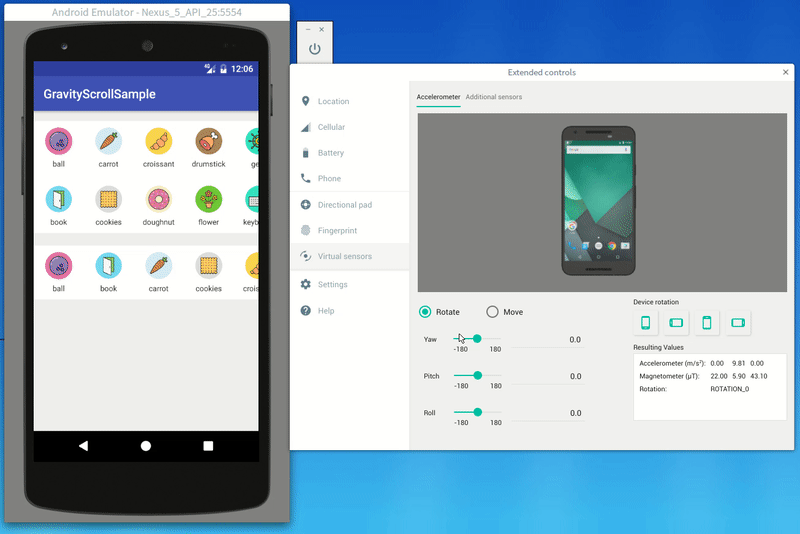 Android Emulator - Nexus_5_API_25:5554
4G 12:06
GravityScrollSample
ball carrot croissant drumstick ge
book cookies doughnut flower keyb
ball book carrot cookies crois
Extended controls
Location
Cellular
Battery
Phone
Directional pad
Fingerprint
Virtual sensors
Settings
Help
Accelerometer Additional sensors
Rotate Move
Yaw 0.0
-180 180
Pitch 0.0
-180 180
Roll 0.0
-180 180
Device rotation
Resulting Values
Accelerometer (m/s²): 0.00 9.81 0.00
Magnetometer (μT): 22.00 5.90 43.10
Rotation: ROTATION_0